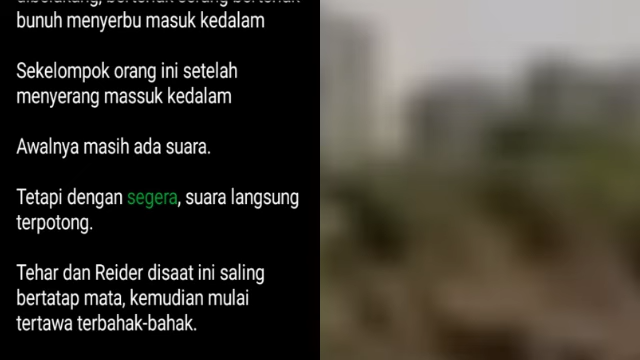 bunuh menyerbu masuk kedalam
Sekelompok orang ini setelah
menyerang massuk kedalam
Awalnya masih ada suara.
Tetapi dengan segera, suara langsung
terpotong.
Tehar dan Reider disaat ini saling
bertatap mata, kemudian mulai
tertawa terbahak-bahak.